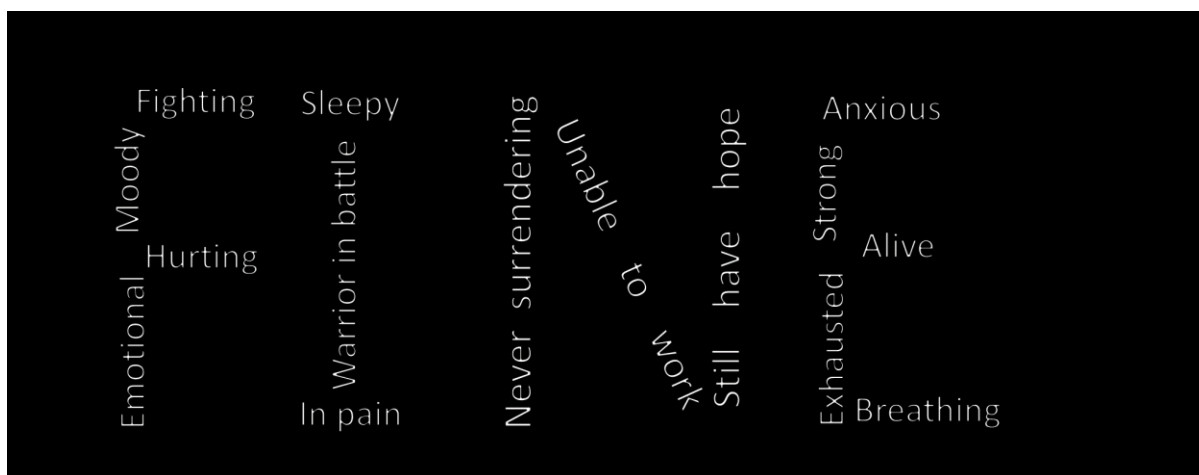 Fighting
Moody
Hurting
Emotional
Sleepy
Warrior in battle
In pain
Never surrendering
Unable to work
Still have hope
Anxious
Strong
Alive
Exhausted
Breathing